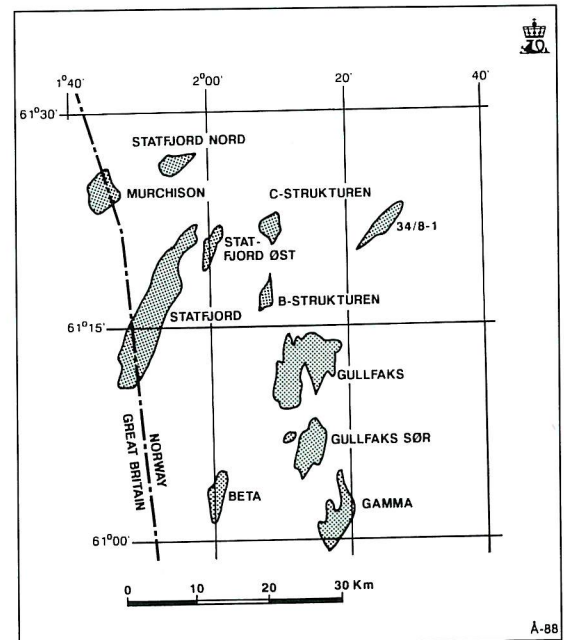 1°40'
2°00'
20'
40'
61°30'
STATFJORD NORD
MURCHISON
C-STRUKTUREN
34/8-1
STAT-
FJORD ØST
B-STRUKTUREN
STATFJORD
61°15'
GULLFAKS
GULLFAKS SØR
NORWAY
GREAT BRITAIN
BETA
GAMMA
61°00'
0 10 20 30 Km
Å-88